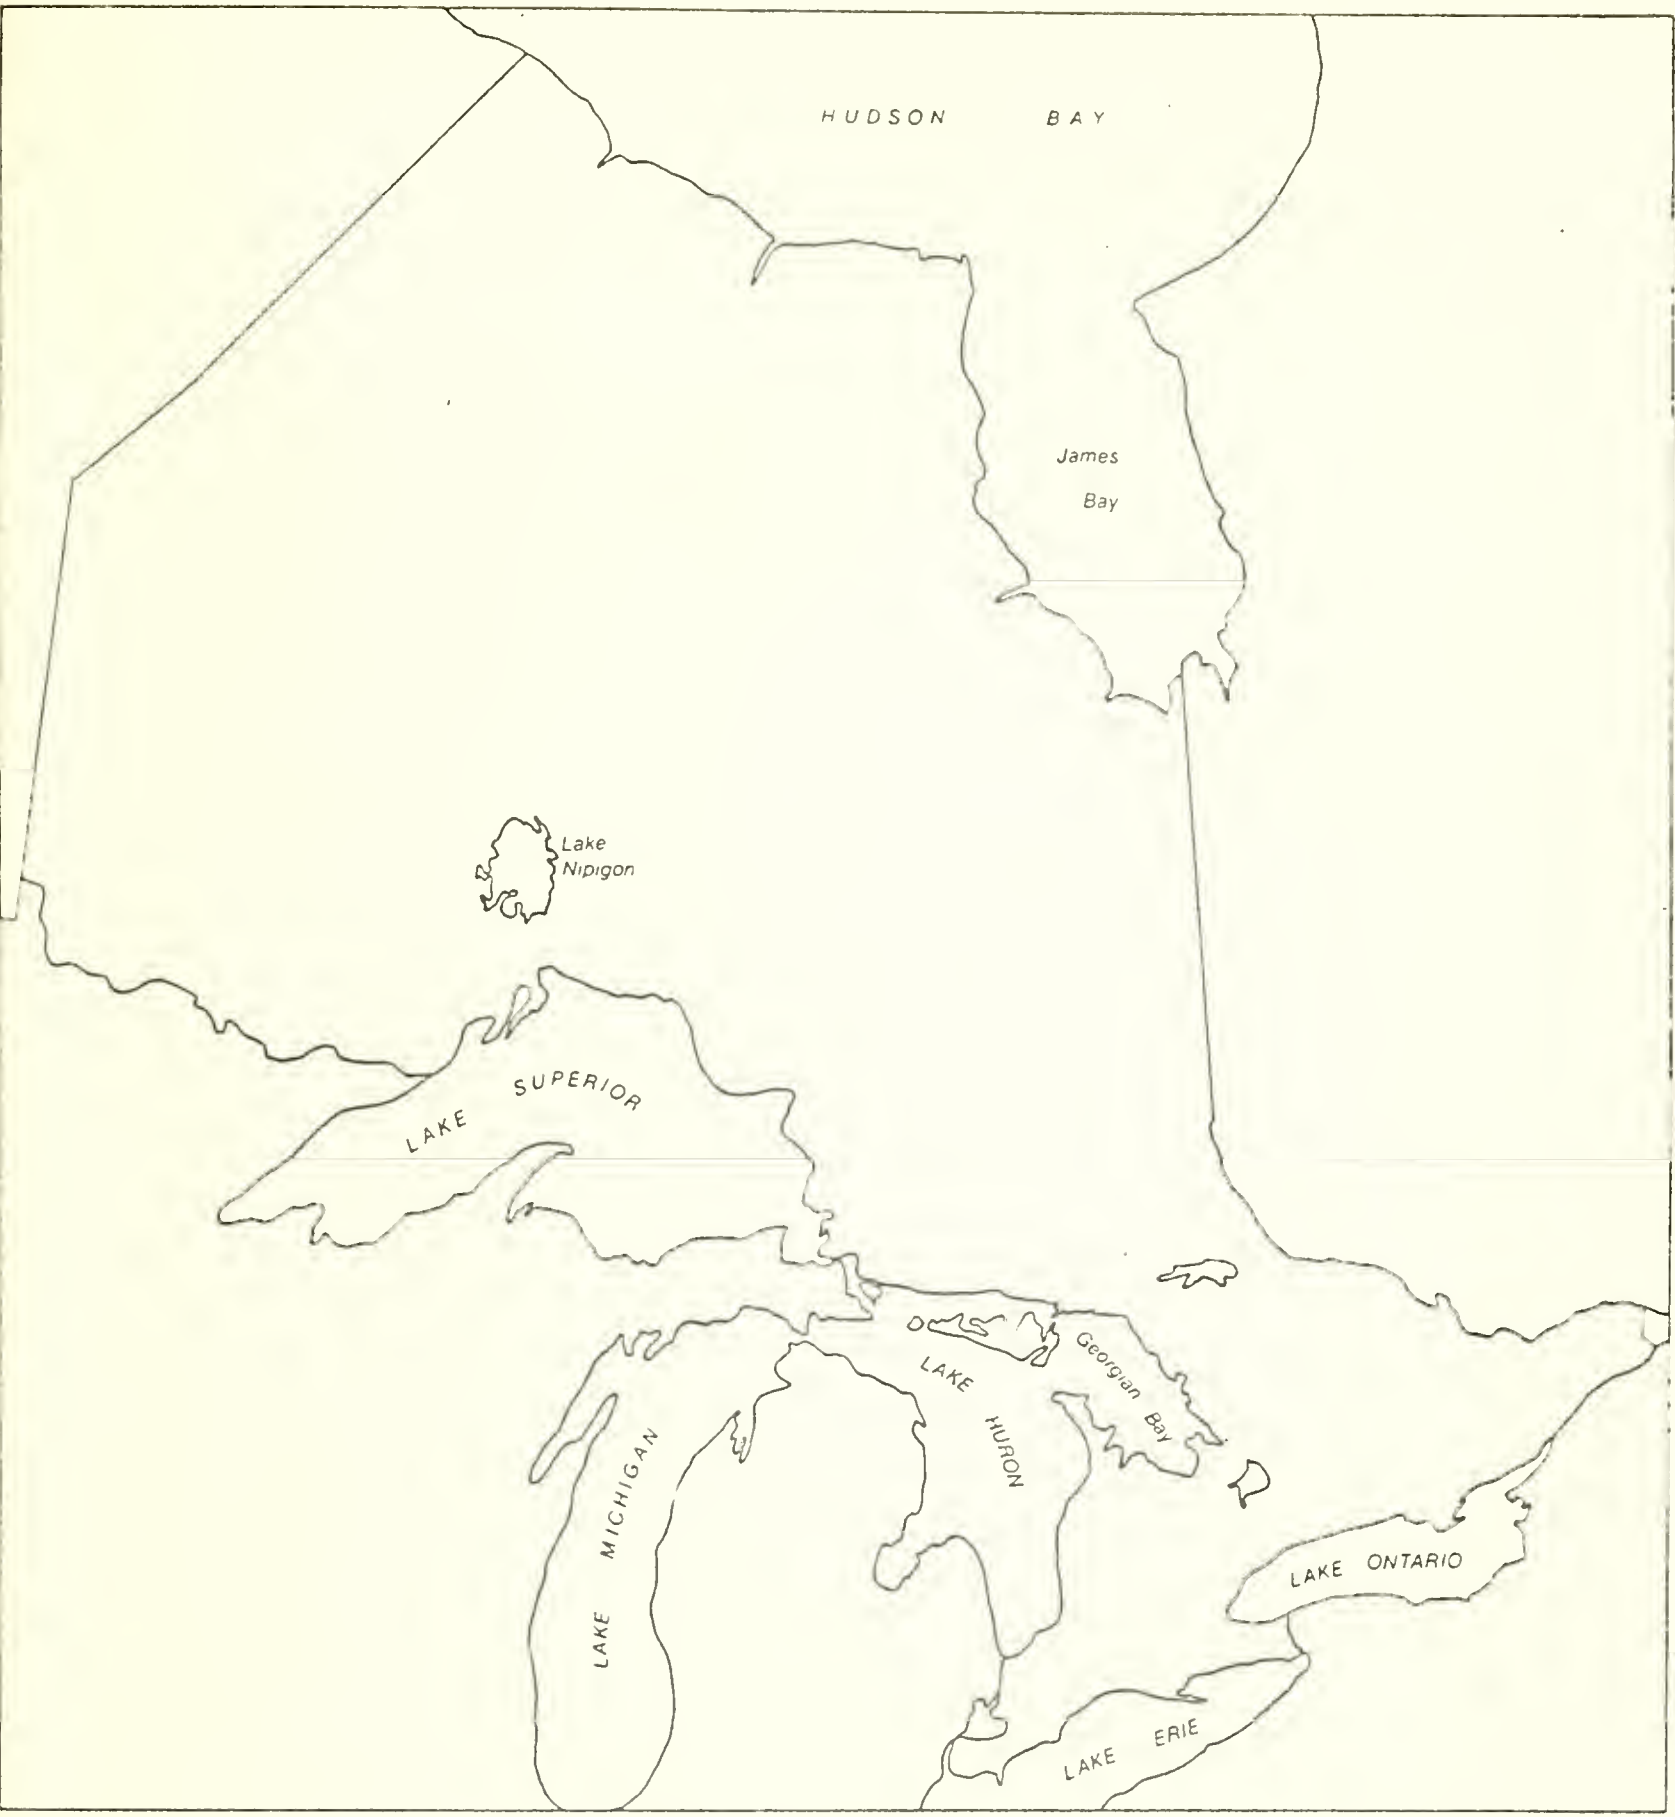 HUDSON BAY
James
Bay
Lake
Nipigon
LAKE SUPERIOR
Georgian Bay
LAKE HURON
LAKE MICHIGAN
LAKE ONTARIO
LAKE ERIE